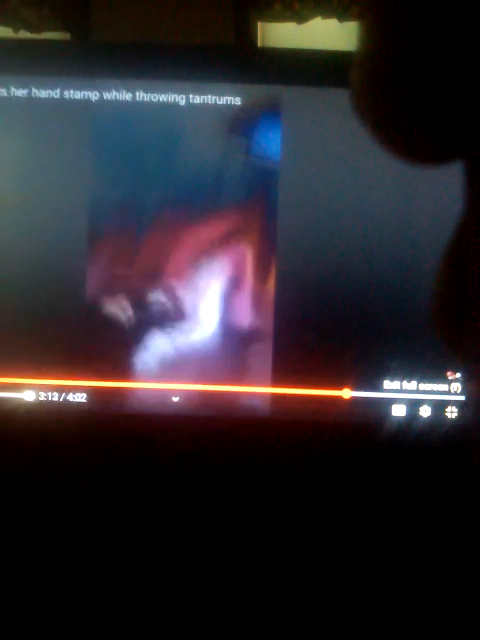 her hand stamp while throwing tantrums
Exit full screen (f)
3:13 / 4:02